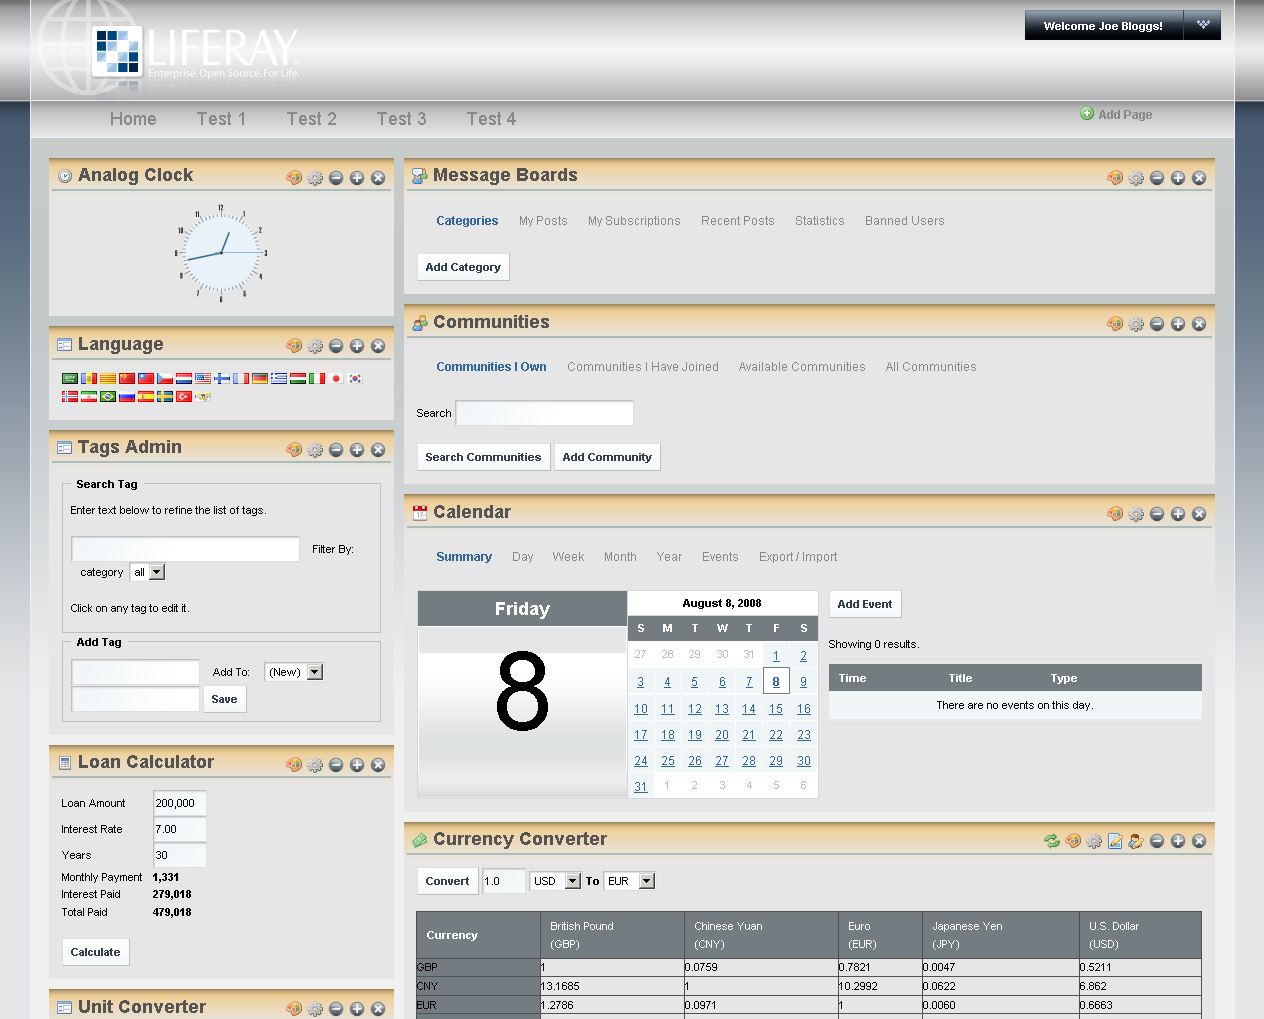 LIFERAY.
Enterprise. Open Source. For Life.
Welcome Joe Bloggs!
Home Test 1 Test 2 Test 3 Test 4
Add Page
Analog Clock
12 1 2 3 4 5 6 7 8 9 10 11
Language
Tags Admin
Search Tag
Enter text below to refine the list of tags.
Filter By:
category all
Click on any tag to edit it.
Add Tag
Add To: (New)
Save
Loan Calculator
Loan Amount 200,000
Interest Rate 7.00
Years 30
Monthly Payment 1,331
Interest Paid 279,018
Total Paid 479,018
Calculate
Unit Converter
Message Boards
Categories My Posts My Subscriptions Recent Posts Statistics Banned Users
Add Category
Communities
Communities I Own Communities I Have Joined Available Communities All Communities
Search
Search Communities Add Community
Calendar
Summary Day Week Month Year Events Export / Import
Friday
8
August 8, 2008
S M T W T F S
27 28 29 30 31 1 2
3 4 5 6 7 8 9
10 11 12 13 14 15 16
17 18 19 20 21 22 23
24 25 26 27 28 29 30
31 1 2 3 4 5 6
Add Event
Showing 0 results.
Time Title Type
There are no events on this day.
Currency Converter
Convert 1.0 USD To EUR
Currency British Pound (GBP) Chinese Yuan (CNY) Euro (EUR) Japanese Yen (JPY) U.S. Dollar (USD)
GBP 1 0.0759 0.7821 0.0047 0.5211
CNY 13.1685 1 10.2992 0.0622 6.862
EUR 1.2786 0.0971 1 0.0060 0.6663